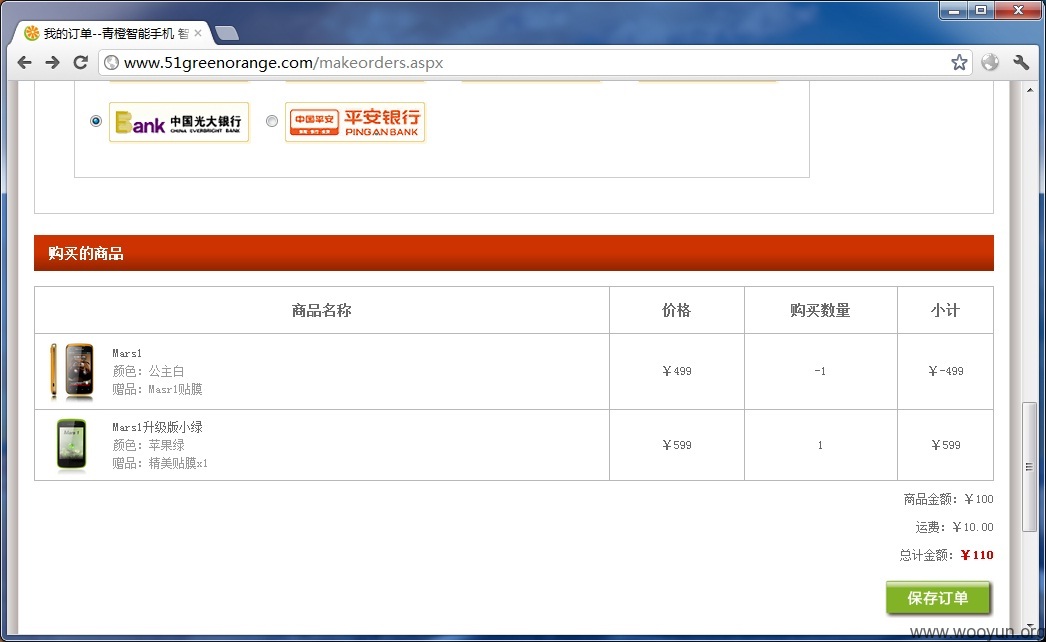 我的订单--青橙智能手机 智
www.51greenorange.com/makeorders.aspx
Bank 中国光大银行
CHINA EVERBRIGHT BANK
中国平安 平安银行
PINGAN BANK
购买的商品
商品名称 价格 购买数量 小计
Mars1
颜色：公主白
赠品：Masr1贴膜
￥499 -1 ￥-499
Mars1升级版小绿
颜色：苹果绿
赠品：精美贴膜x1
￥599 1 ￥599
商品金额：￥100
运费：￥10.00
总计金额：￥110
保存订单
www.wooyun.org